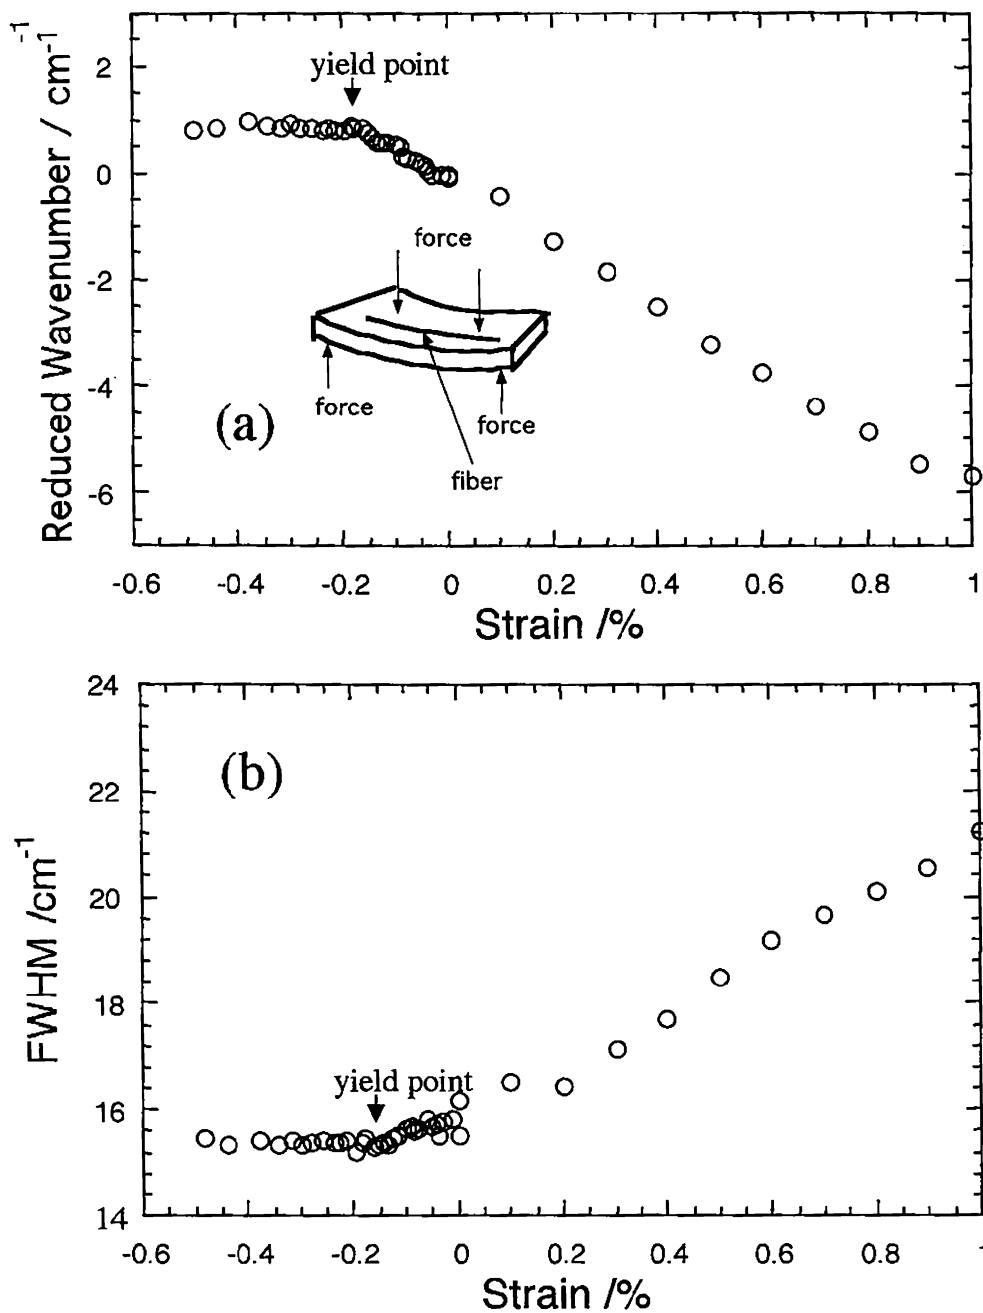 Reduced Wavenumber / cm-1
-1
yield point
2
0
-2
-4
-6
force
force
force
fiber
(a)
-0.6 -0.4 -0.2 0 0.2 0.4 0.6 0.8 1
Strain /%
FWHM /cm-1
24
22
20
18
16
14
(b)
yield point
-0.6 -0.4 -0.2 0 0.2 0.4 0.6 0.8 1
Strain /%